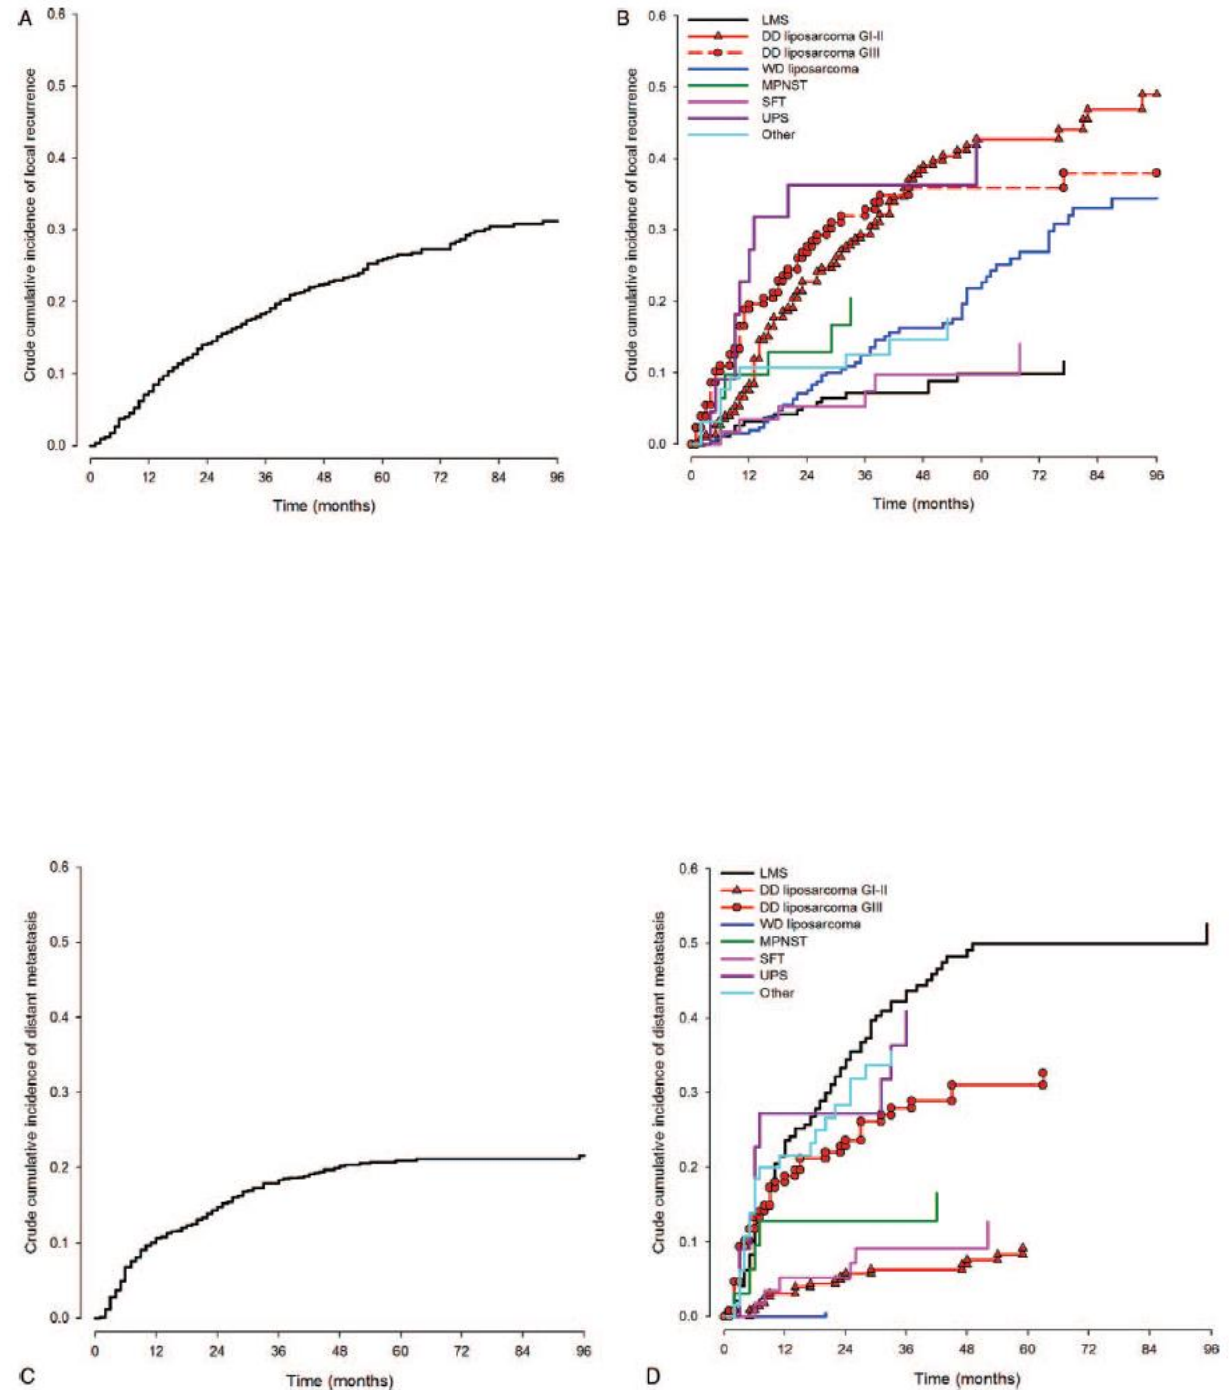 A
Crude cumulative incidence of local recurrence
0.6
0.5
0.4
0.3
0.2
0.1
0.0
0 12 24 36 48 60 72 84 96
Time (months)
B
Crude cumulative incidence of local recurrence
0.6
0.5
0.4
0.3
0.2
0.1
0.0
LMS
DD liposarcoma GI-II
DD liposarcoma GIII
WD liposarcoma
MPNST
SFT
UPS
Other
0 12 24 36 48 60 72 84 96
Time (months)
Crude cumulative incidence of distant metastasis
0.6
0.5
0.4
0.3
0.2
0.1
0.0
0 12 24 36 48 60 72 84 96
Time (months)
C
Crude cumulative incidence of distant metastasis
0.6
0.5
0.4
0.3
0.2
0.1
0.0
LMS
DD liposarcoma GI-II
DD liposarcoma GIII
WD liposarcoma
MPNST
SFT
UPS
Other
0 12 24 36 48 60 72 84 96
Time (months)
D